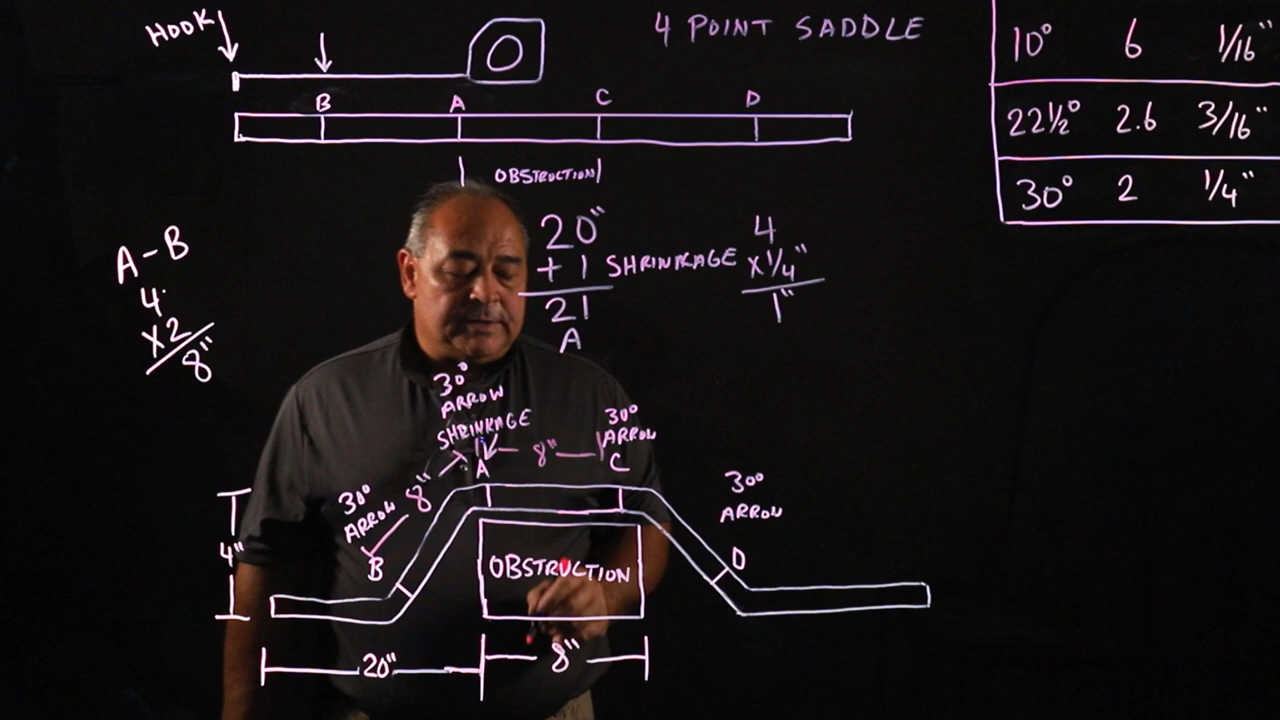 HOOK
4 POINT SADDLE
10° 6 1/16"
22½° 2.6 3/16"
30° 2 1/4"
B A C D
OBSTRUCTION
A-B
4
x2
8"
20"
+ 1 SHRINKAGE
21
A
4
x1/4"
1"
30°
ARROW
SHRINKAGE
A
8"
30°
ARROW
C
30°
ARROW
8"
B
30°
ARROW
D
4"
OBSTRUCTION
20"
8"